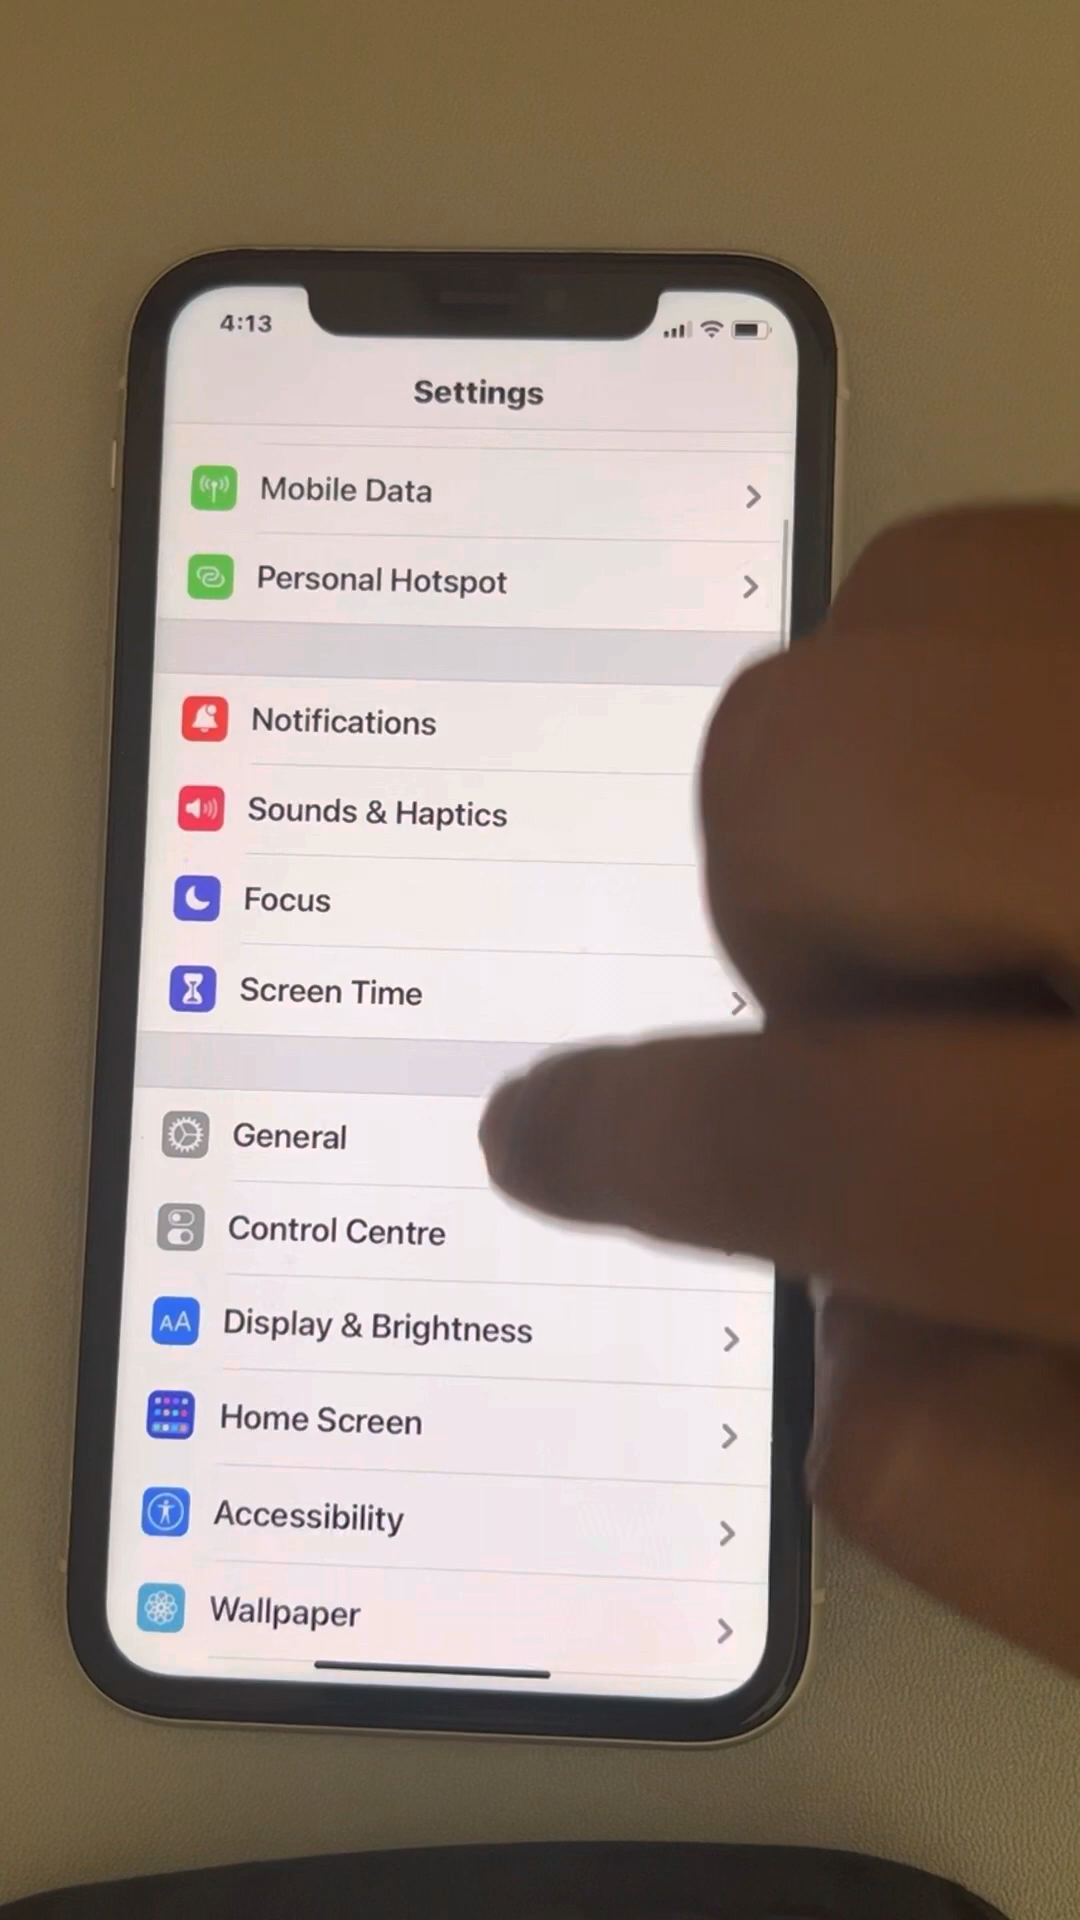 4:13
Settings
Mobile Data
Personal Hotspot
Notifications
Sounds & Haptics
Focus
Screen Time
General
Control Centre
AA Display & Brightness
Home Screen
Accessibility
Wallpaper